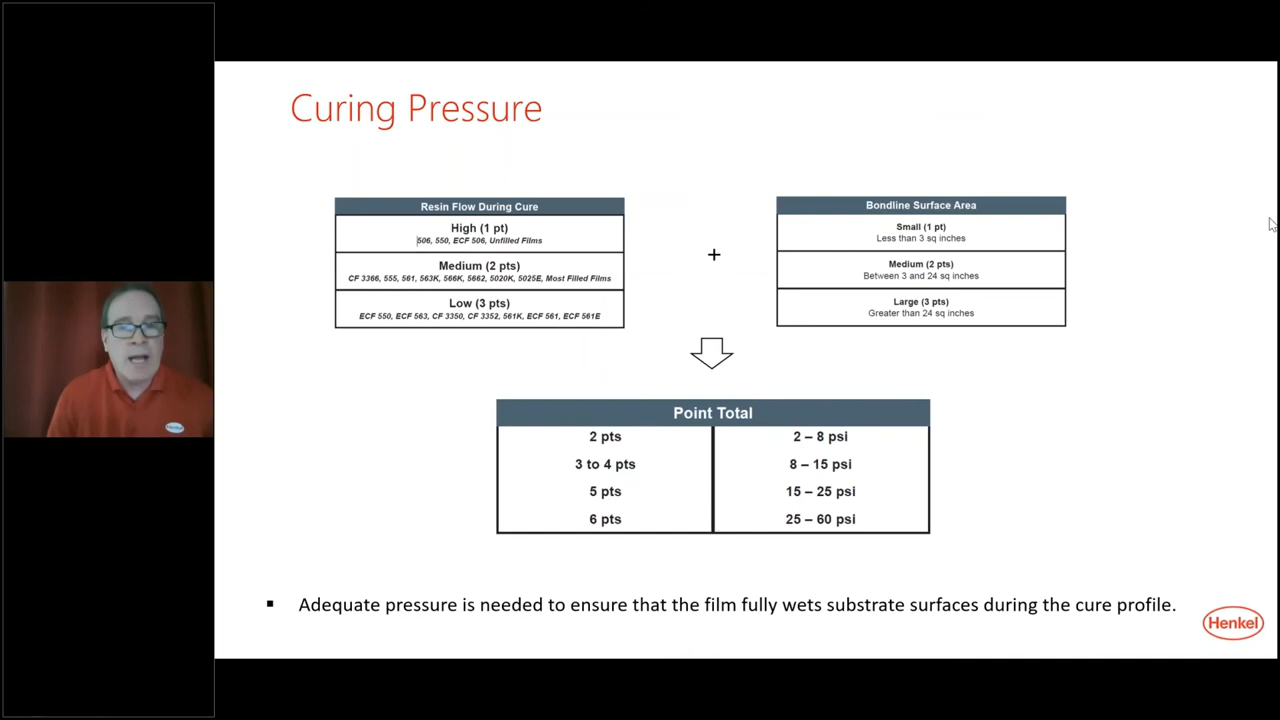 Curing Pressure
Resin Flow During Cure
High (1 pt)
506, 550, ECF 506, Unfilled Films
Medium (2 pts)
CF 3366, 555, 561, 563K, 566K, 5662, 5020K, 5025E, Most Filled Films
Low (3 pts)
ECF 550, ECF 563, CF 3350, CF 3352, 561K, ECF 561, ECF 561E
+
Bondline Surface Area
Small (1 pt)
Less than 3 sq inches
Medium (2 pts)
Between 3 and 24 sq inches
Large (3 pts)
Greater than 24 sq inches
Point Total
2 pts 2 – 8 psi
3 to 4 pts 8 – 15 psi
5 pts 15 – 25 psi
6 pts 25 – 60 psi
▪ Adequate pressure is needed to ensure that the film fully wets substrate surfaces during the cure profile.
Henkel
Henkel